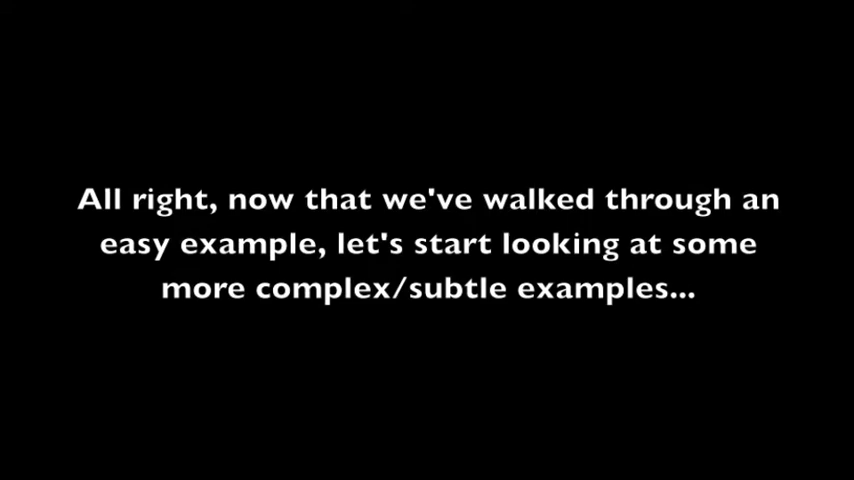 All right, now that we've walked through an
easy example, let's start looking at some
more complex/subtle examples...